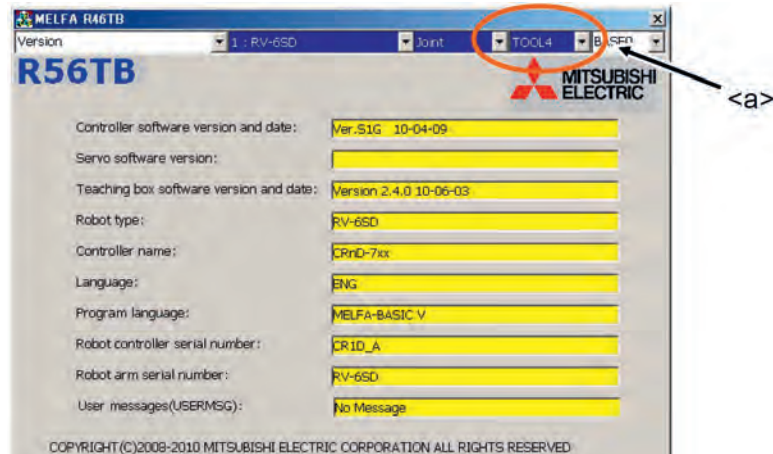 MELFA R46TB
Version 1 : RV-6SD Joint TOOL4
R56TB
MITSUBISHI
ELECTRIC
<a>
Controller software version and date: Ver.S1G 10-04-09
Servo software version:
Teaching box software version and date: Version 2.4.0 10-06-03
Robot type: RV-6SD
Controller name: CRnD-7xx
Language: ENG
Program language: MELFA-BASIC V
Robot controller serial number: CR1D_A
Robot arm serial number: RV-6SD
User messages(USERMSG): No Message
COPYRIGHT(C)2008-2010 MITSUBISHI ELECTRIC CORPORATION ALL RIGHTS RESERVED